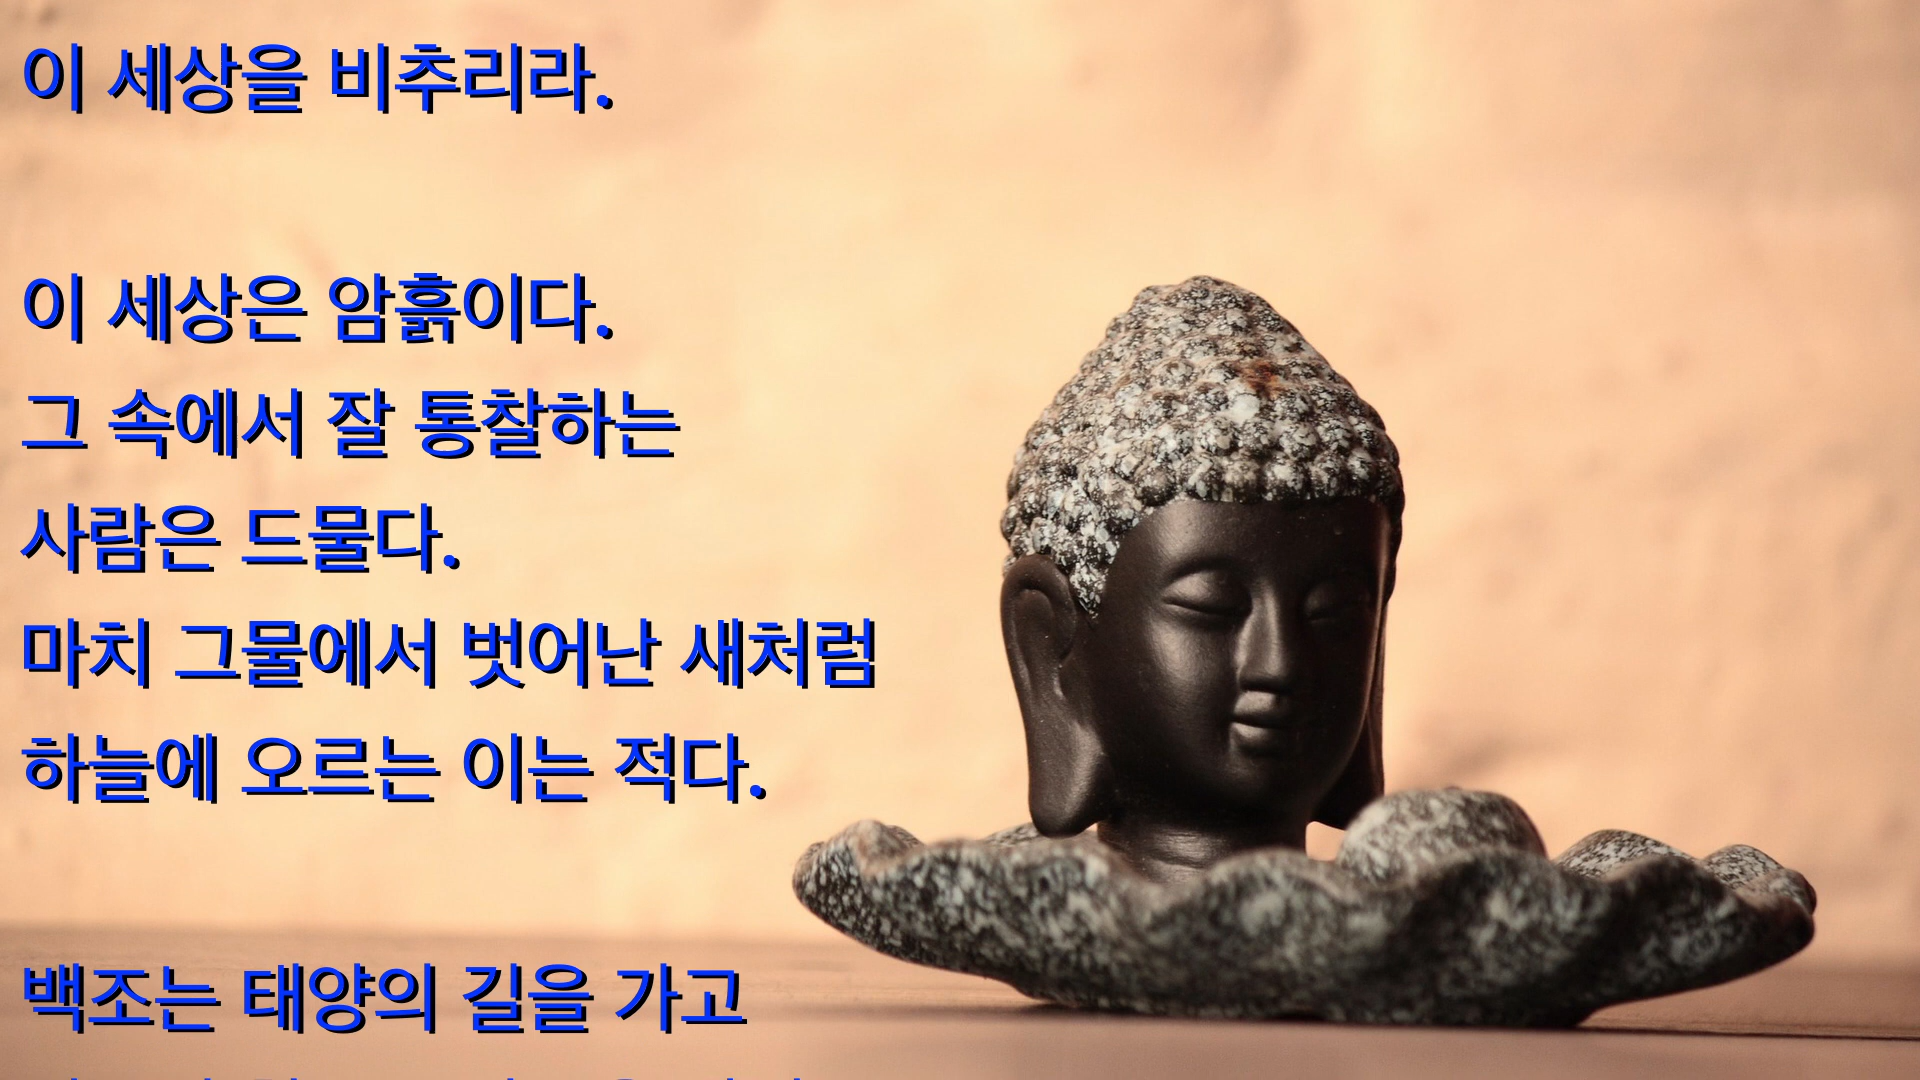 이 세상을 비추리라.
이 세상은 암흙이다.
그 속에서 잘 통찰하는
사람은 드물다.
마치 그물에서 벗어난 새처럼
하늘에 오르는 이는 적다.
백조는 태양의 길을 가고